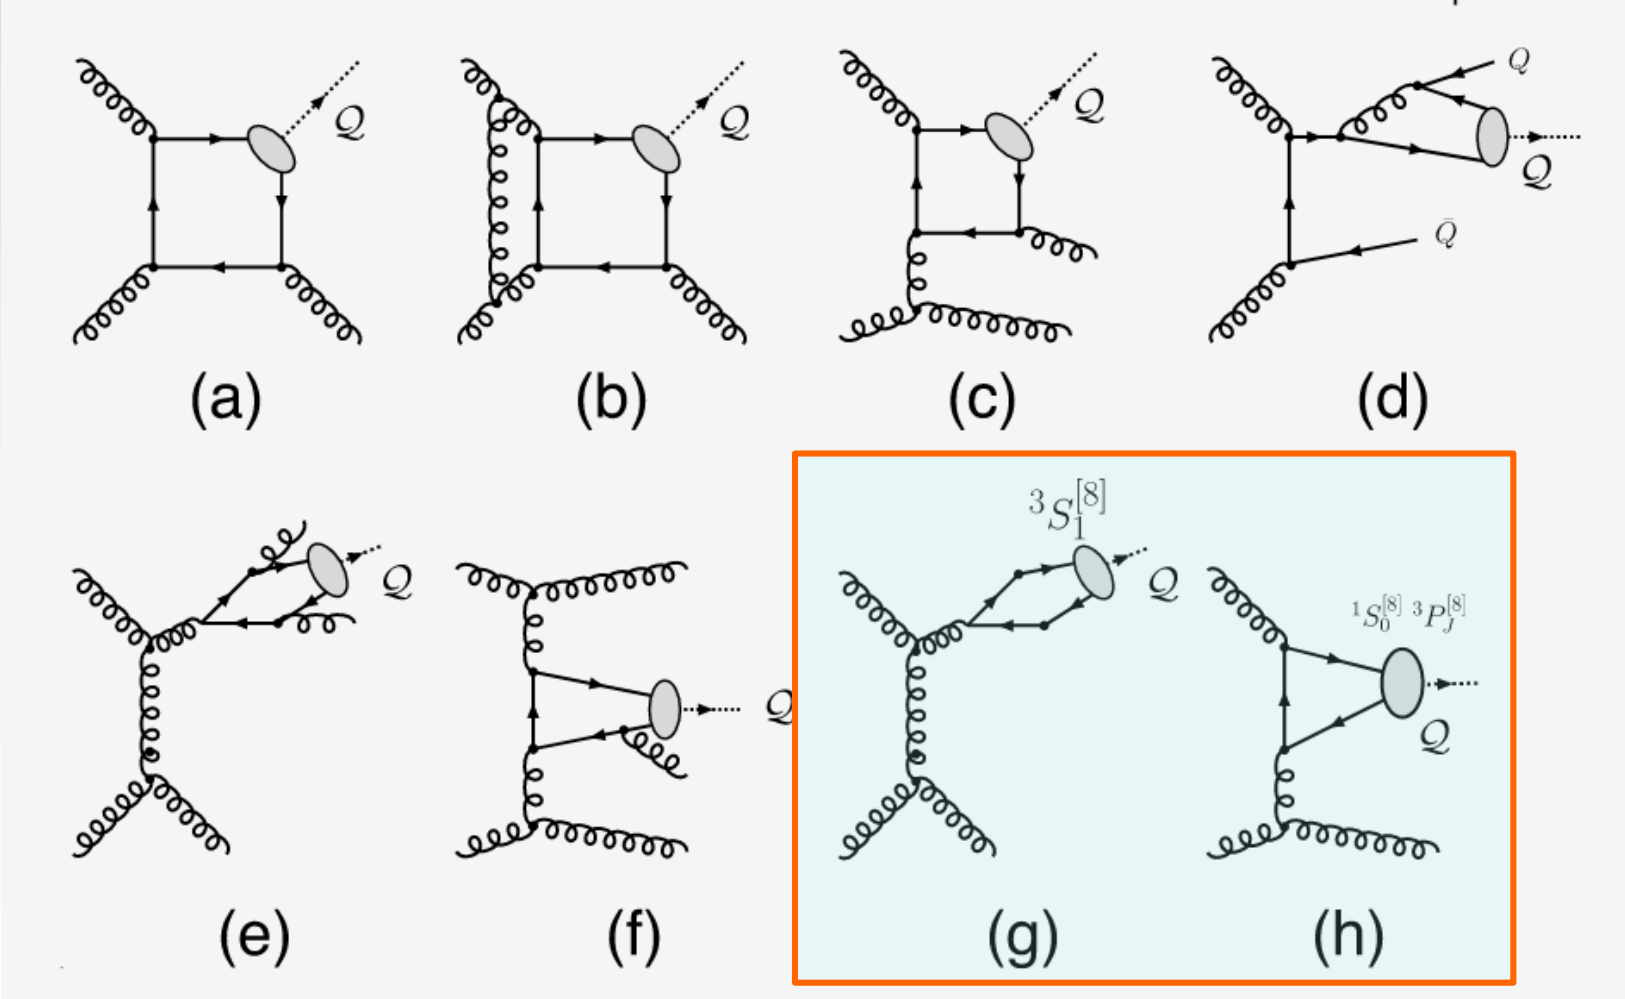 𝒬 𝒬 𝒬 Q
𝒬
Q̄
(a) (b) (c) (d)
³S₁^[8]
𝒬 𝒬 ¹S₀^[8] ³P_J^[8]
𝒬 𝒬
(e) (f) (g) (h)